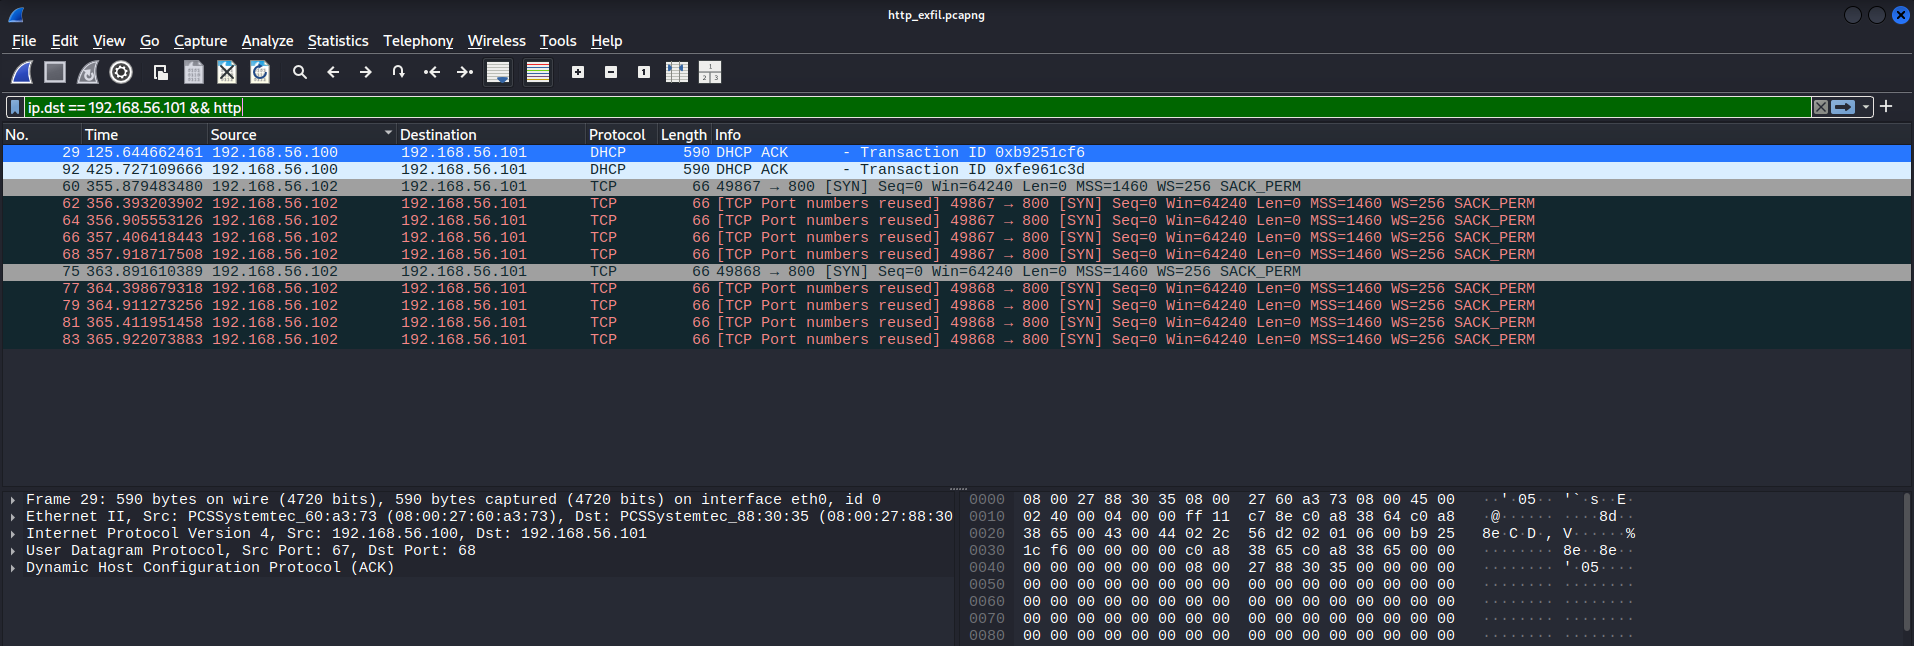 http_exfil.pcapng
File Edit View Go Capture Analyze Statistics Telephony Wireless Tools Help
ip.dst == 192.168.56.101 && http
No. Time Source Destination Protocol Length Info
29 125.644662461 192.168.56.100 192.168.56.101 DHCP 590 DHCP ACK - Transaction ID 0xb9251cf6
92 425.727109666 192.168.56.100 192.168.56.101 DHCP 590 DHCP ACK - Transaction ID 0xfe961c3d
60 355.879483480 192.168.56.102 192.168.56.101 TCP 66 49867 → 800 [SYN] Seq=0 Win=64240 Len=0 MSS=1460 WS=256 SACK_PERM
62 356.393203902 192.168.56.102 192.168.56.101 TCP 66 [TCP Port numbers reused] 49867 → 800 [SYN] Seq=0 Win=64240 Len=0 MSS=1460 WS=256 SACK_PERM
64 356.905553126 192.168.56.102 192.168.56.101 TCP 66 [TCP Port numbers reused] 49867 → 800 [SYN] Seq=0 Win=64240 Len=0 MSS=1460 WS=256 SACK_PERM
66 357.406418443 192.168.56.102 192.168.56.101 TCP 66 [TCP Port numbers reused] 49867 → 800 [SYN] Seq=0 Win=64240 Len=0 MSS=1460 WS=256 SACK_PERM
68 357.918717508 192.168.56.102 192.168.56.101 TCP 66 [TCP Port numbers reused] 49867 → 800 [SYN] Seq=0 Win=64240 Len=0 MSS=1460 WS=256 SACK_PERM
75 363.891610389 192.168.56.102 192.168.56.101 TCP 66 49868 → 800 [SYN] Seq=0 Win=64240 Len=0 MSS=1460 WS=256 SACK_PERM
77 364.398679318 192.168.56.102 192.168.56.101 TCP 66 [TCP Port numbers reused] 49868 → 800 [SYN] Seq=0 Win=64240 Len=0 MSS=1460 WS=256 SACK_PERM
79 364.911273256 192.168.56.102 192.168.56.101 TCP 66 [TCP Port numbers reused] 49868 → 800 [SYN] Seq=0 Win=64240 Len=0 MSS=1460 WS=256 SACK_PERM
81 365.411951458 192.168.56.102 192.168.56.101 TCP 66 [TCP Port numbers reused] 49868 → 800 [SYN] Seq=0 Win=64240 Len=0 MSS=1460 WS=256 SACK_PERM
83 365.922073883 192.168.56.102 192.168.56.101 TCP 66 [TCP Port numbers reused] 49868 → 800 [SYN] Seq=0 Win=64240 Len=0 MSS=1460 WS=256 SACK_PERM
Frame 29: 590 bytes on wire (4720 bits), 590 bytes captured (4720 bits) on interface eth0, id 0
Ethernet II, Src: PCSSystemtec_60:a3:73 (08:00:27:60:a3:73), Dst: PCSSystemtec_88:30:35 (08:00:27:88:30
Internet Protocol Version 4, Src: 192.168.56.100, Dst: 192.168.56.101
User Datagram Protocol, Src Port: 67, Dst Port: 68
Dynamic Host Configuration Protocol (ACK)
0000 08 00 27 88 30 35 08 00 27 60 a3 73 08 00 45 00 ··'·05·· '`·s··E·
0010 02 40 00 04 00 00 ff 11 c7 8e c0 a8 38 64 c0 a8 ·@······ ····8d··
0020 38 65 00 43 00 44 02 2c 56 d2 02 01 06 00 b9 25 8e·C·D·, V······%
0030 1c f6 00 00 00 00 c0 a8 38 65 c0 a8 38 65 00 00 ········ 8e··8e··
0040 00 00 00 00 00 00 08 00 27 88 30 35 00 00 00 00 ········ '·05····
0050 00 00 00 00 00 00 00 00 00 00 00 00 00 00 00 00 ········ ········
0060 00 00 00 00 00 00 00 00 00 00 00 00 00 00 00 00 ········ ········
0070 00 00 00 00 00 00 00 00 00 00 00 00 00 00 00 00 ········ ········
0080 00 00 00 00 00 00 00 00 00 00 00 00 00 00 00 00 ········ ········